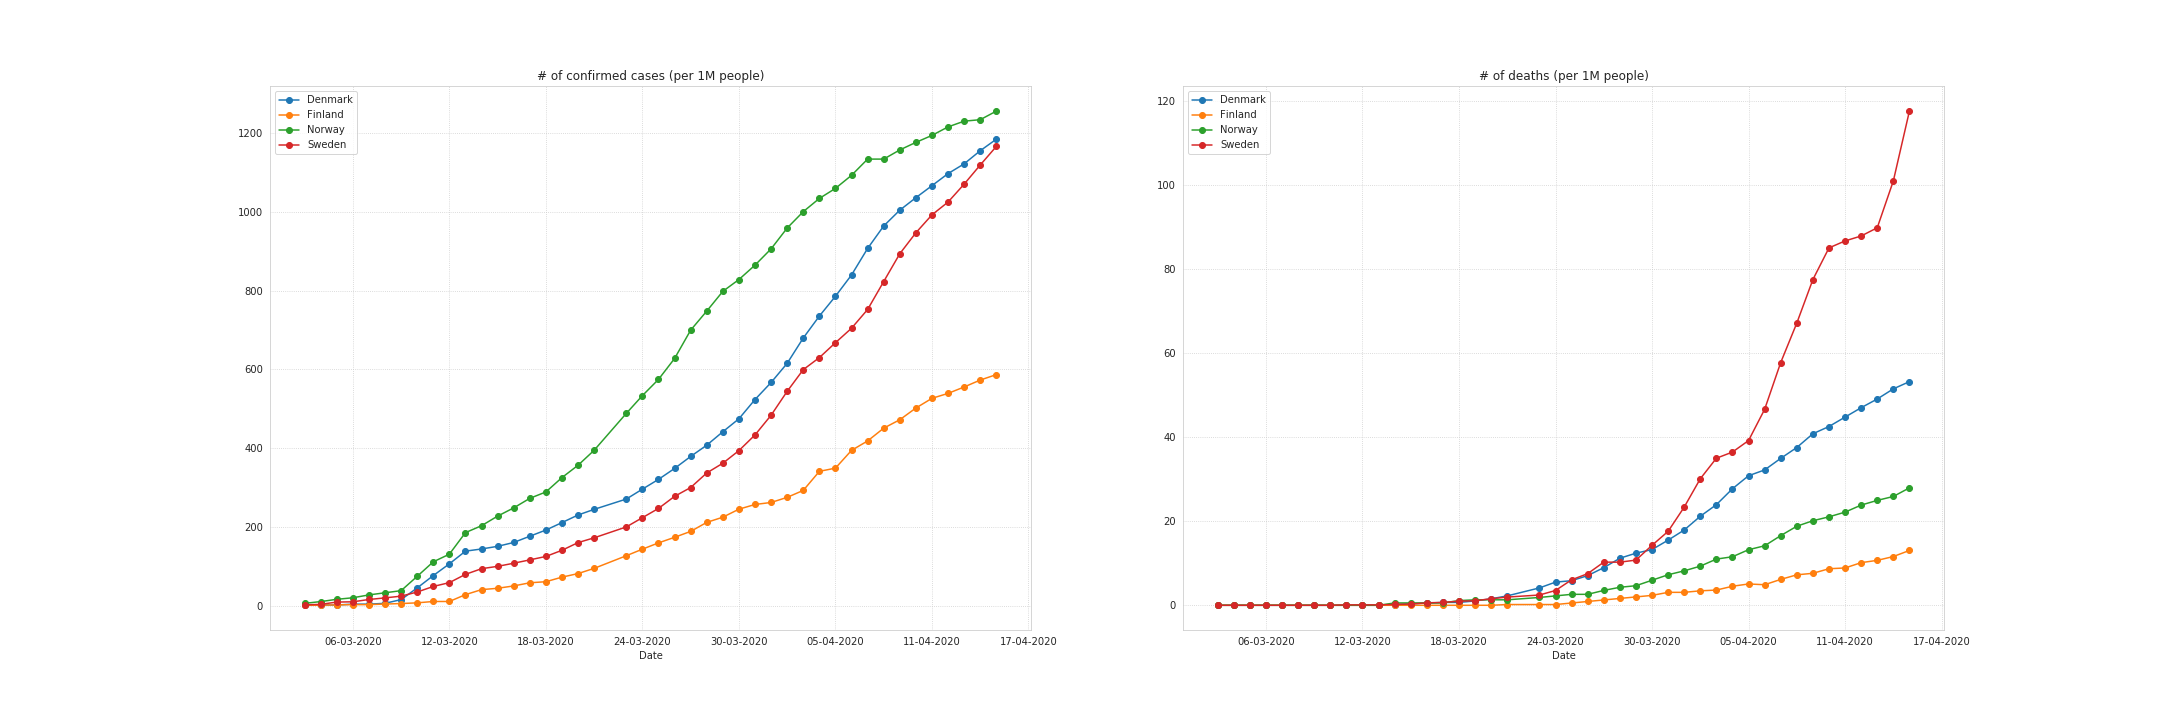 # of confirmed cases (per 1M people)
Denmark
Finland
Norway
Sweden
1200
1000
800
600
400
200
0
06-03-2020 12-03-2020 18-03-2020 24-03-2020 30-03-2020 05-04-2020 11-04-2020 17-04-2020
Date
# of deaths (per 1M people)
Denmark
Finland
Norway
Sweden
120
100
80
60
40
20
0
06-03-2020 12-03-2020 18-03-2020 24-03-2020 30-03-2020 05-04-2020 11-04-2020 17-04-2020
Date